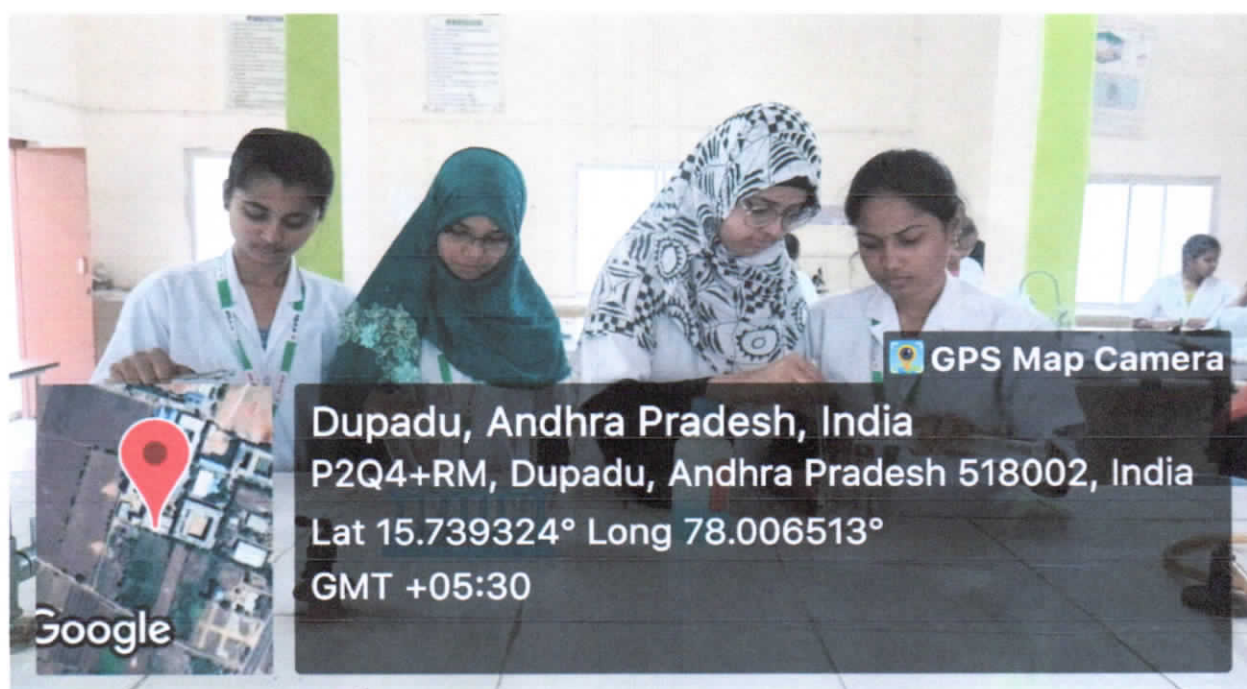 GPS Map Camera
Dupadu, Andhra Pradesh, India
P2Q4+RM, Dupadu, Andhra Pradesh 518002, India
Lat 15.739324° Long 78.006513°
GMT +05:30
Google